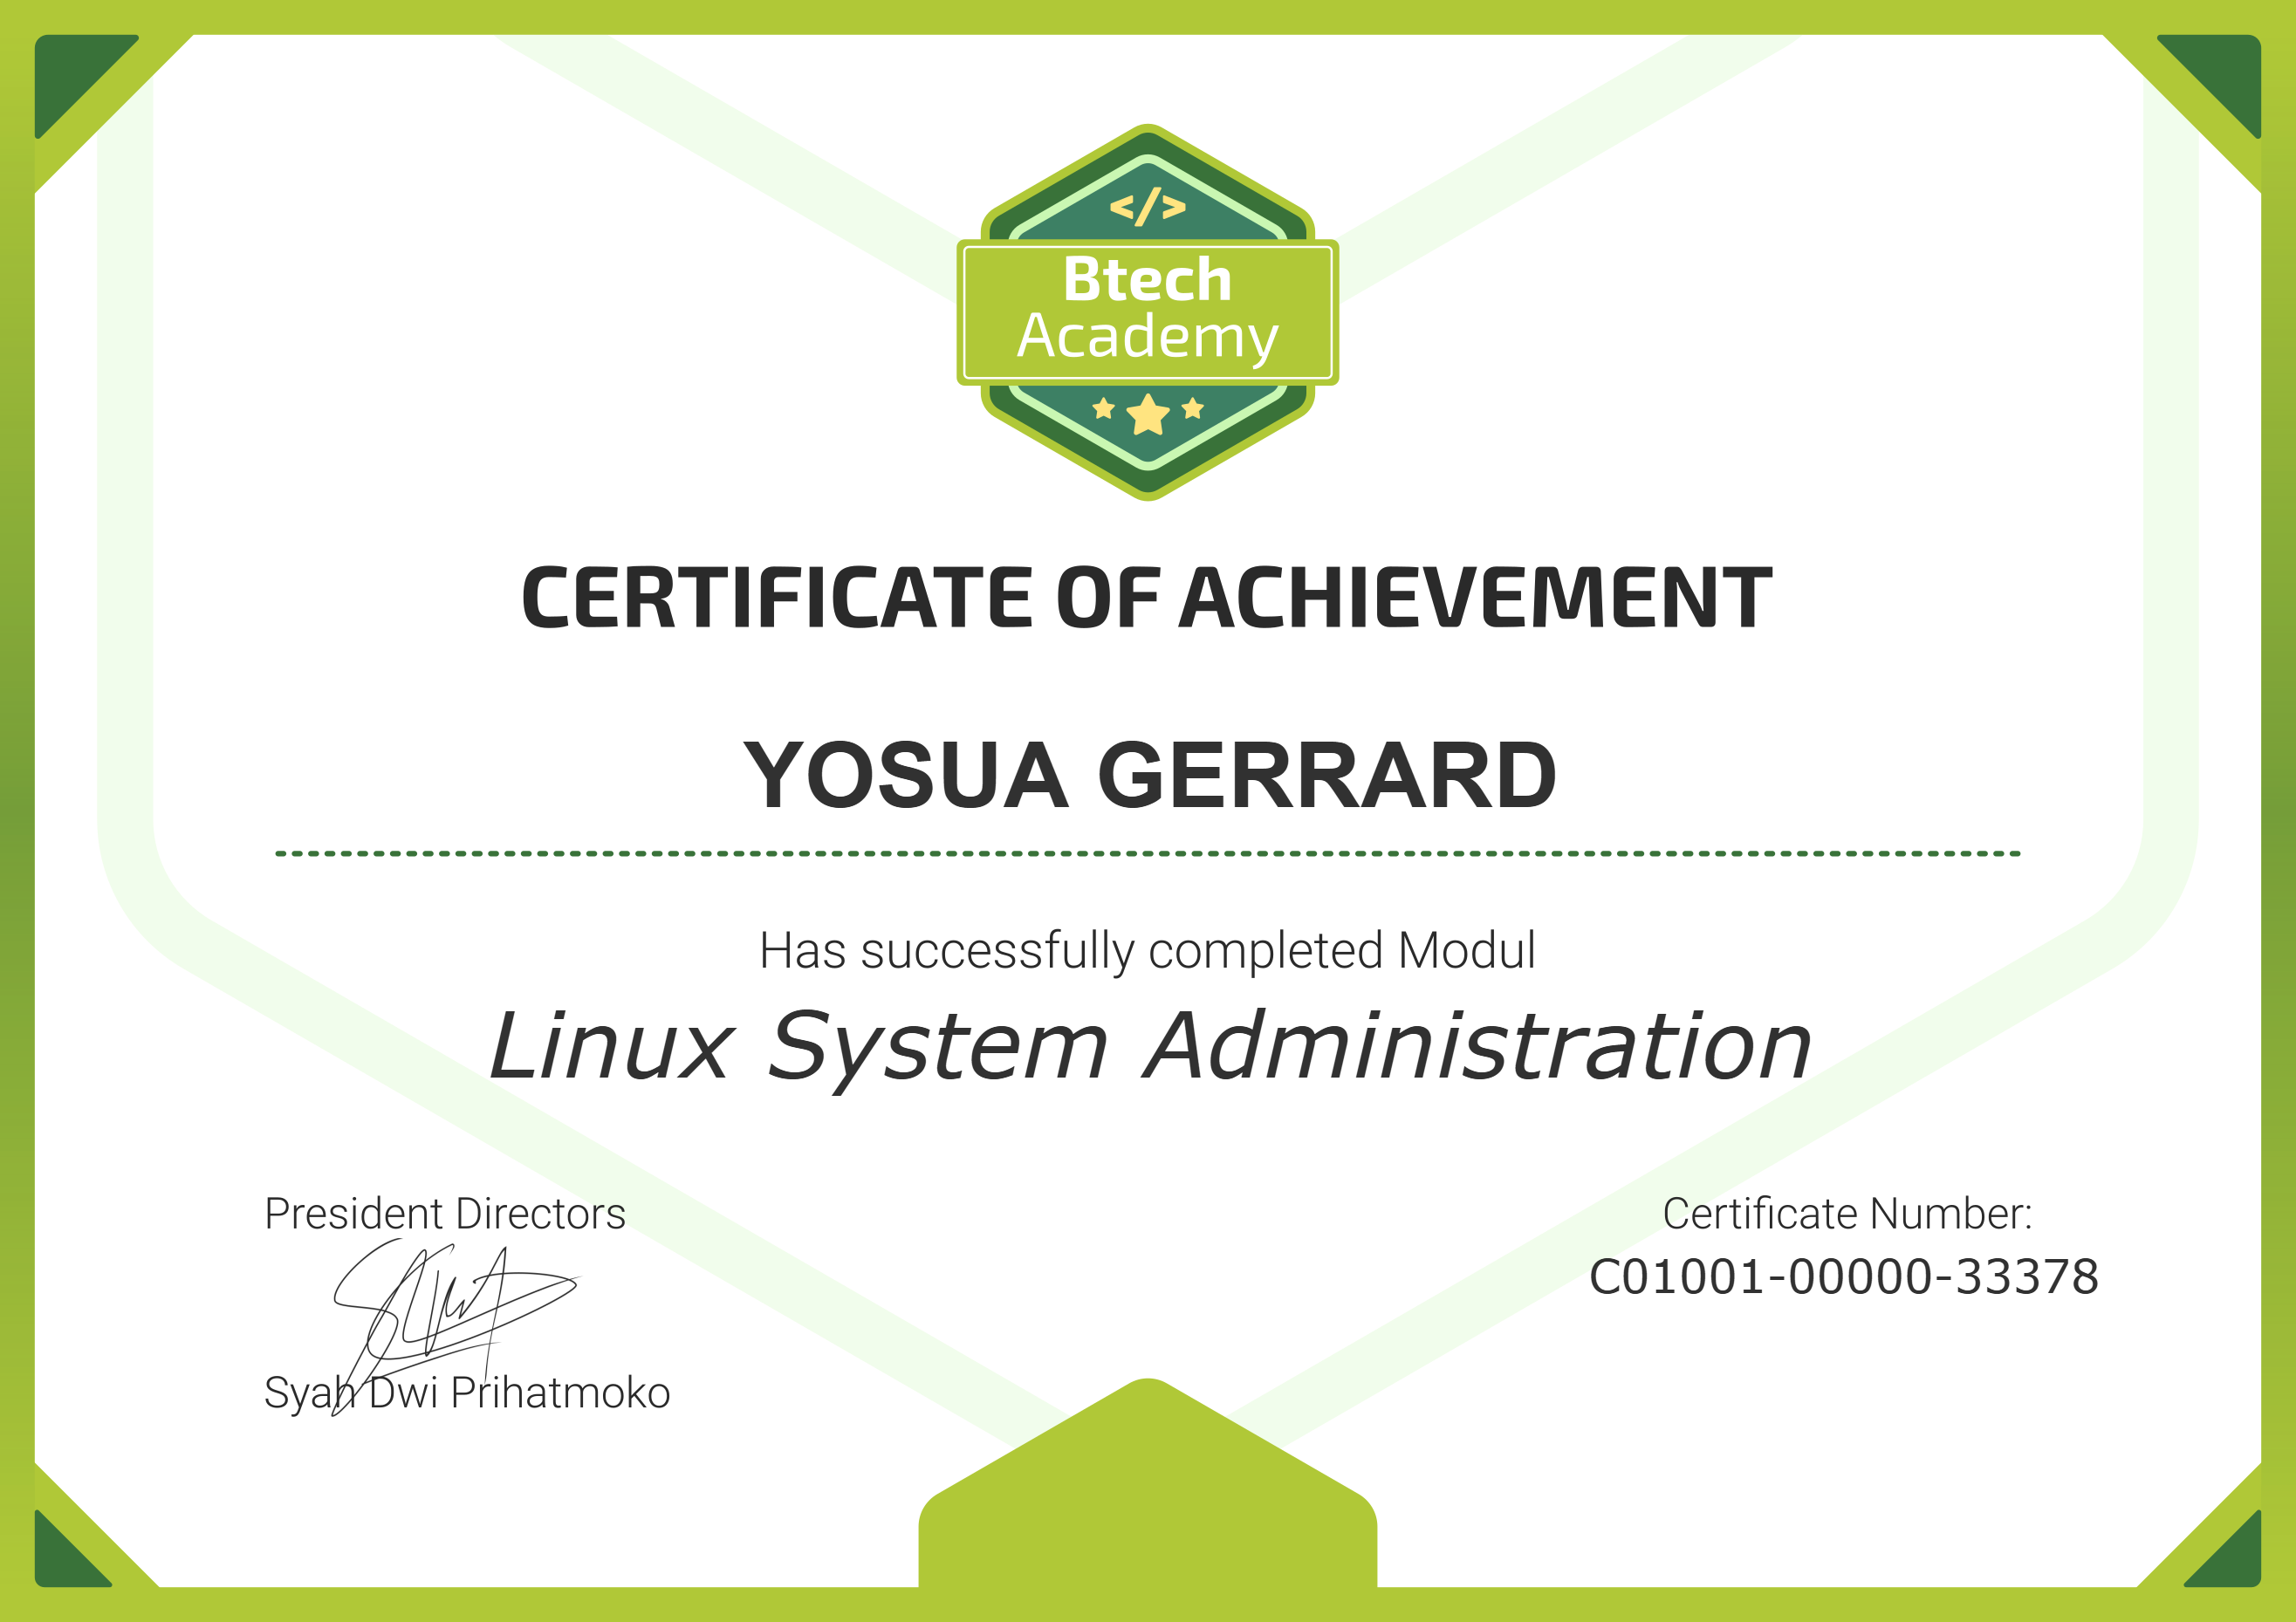 </>
Btech
Academy
CERTIFICATE OF ACHIEVEMENT
YOSUA GERRARD
Has successfully completed Modul
Linux System Administration
President Directors
Certificate Number:
C01001-00000-33378
Syah Dwi Prihatmoko